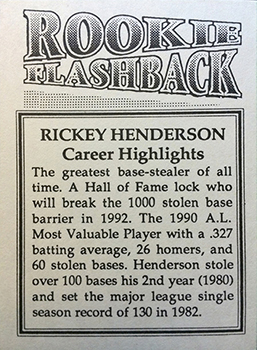 ROOKIE
FLASHBACK
RICKEY HENDERSON
Career Highlights
The greatest base-stealer of all
time. A Hall of Fame lock who
will break the 1000 stolen base
barrier in 1992. The 1990 A.L.
Most Valuable Player with a .327
batting average, 26 homers, and
60 stolen bases. Henderson stole
over 100 bases his 2nd year (1980)
and set the major league single
season record of 130 in 1982.